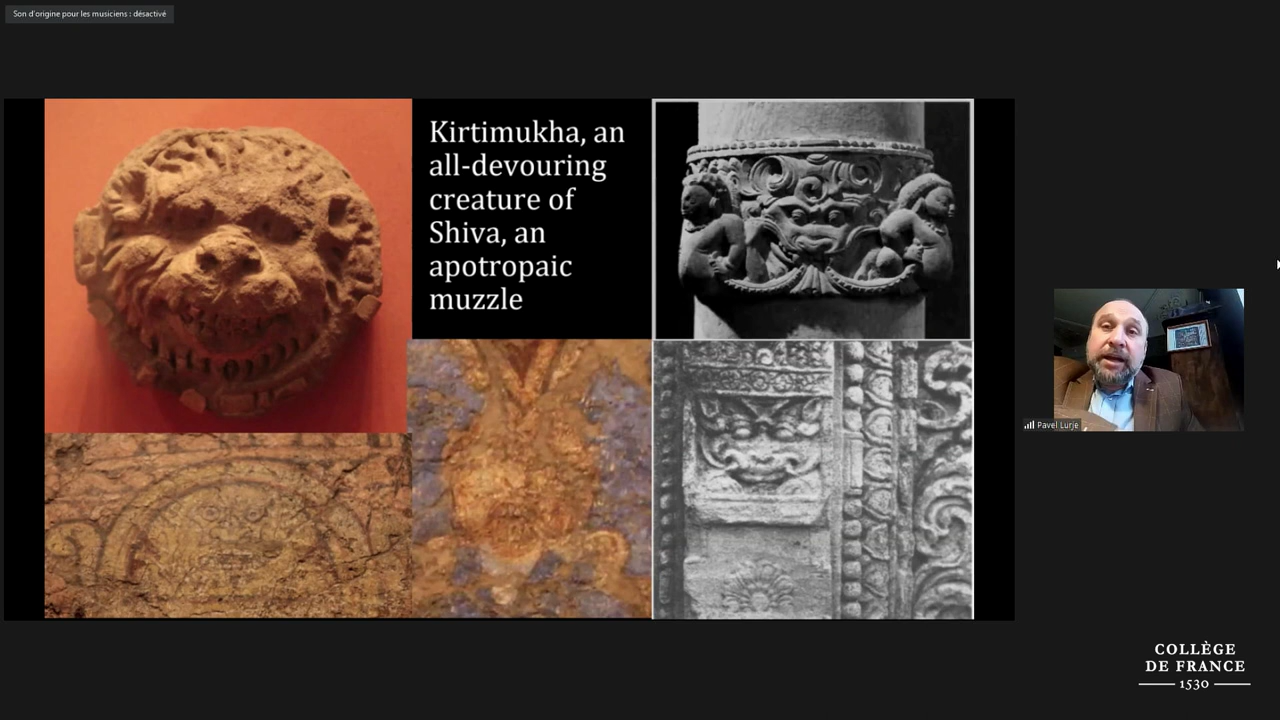 Son d'origine pour les musiciens : désactivé
Kirtimukha, an
all-devouring
creature of
Shiva, an
apotropaic
muzzle
Pavel Lurje
COLLÈGE
DE FRANCE
1530